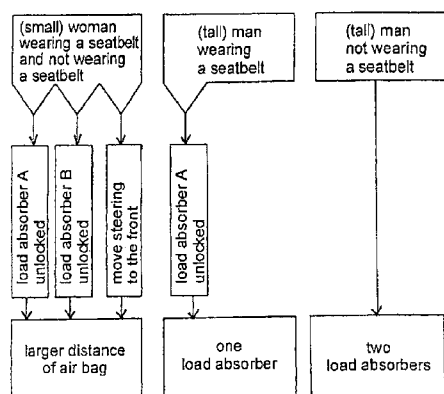 (small) woman
wearing a seatbelt
and not wearing
a seatbelt
(tall) man
wearing
a seatbelt
(tall) man
not wearing
a seatbelt
load absorber A
unlocked
load absorber B
unlocked
move steering
to the front
load absorber A
unlocked
larger distance
of air bag
one
load absorber
two
load absorbers